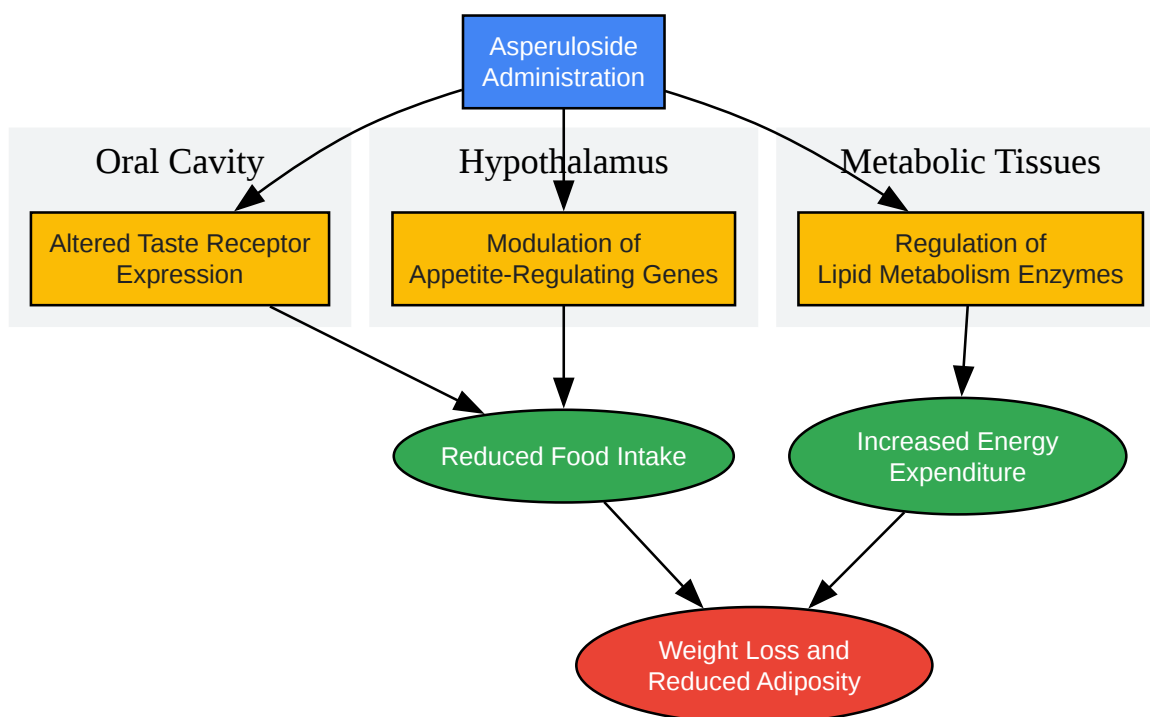 Asperuloside
Administration
Oral Cavity
Hypothalamus
Metabolic Tissues
Altered Taste Receptor
Expression
Modulation of
Appetite-Regulating Genes
Regulation of
Lipid Metabolism Enzymes
Reduced Food Intake
Increased Energy
Expenditure
Weight Loss and
Reduced Adiposity